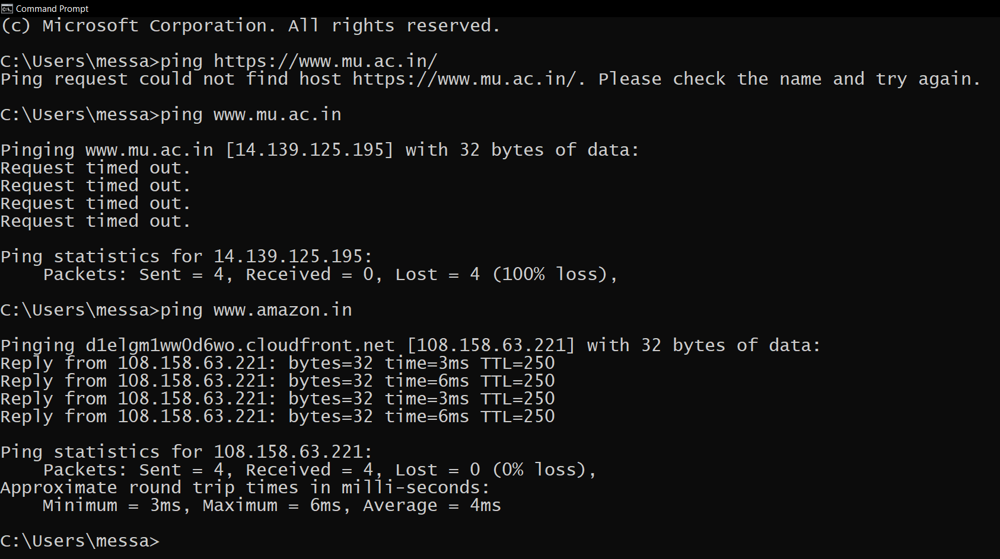 Command Prompt
(c) Microsoft Corporation. All rights reserved.
C:\Users\messa>ping https://www.mu.ac.in/
Ping request could not find host https://www.mu.ac.in/. Please check the name and try again.
C:\Users\messa>ping www.mu.ac.in
Pinging www.mu.ac.in [14.139.125.195] with 32 bytes of data:
Request timed out.
Request timed out.
Request timed out.
Request timed out.
Ping statistics for 14.139.125.195:
    Packets: Sent = 4, Received = 0, Lost = 4 (100% loss),
C:\Users\messa>ping www.amazon.in
Pinging d1elgm1ww0d6wo.cloudfront.net [108.158.63.221] with 32 bytes of data:
Reply from 108.158.63.221: bytes=32 time=3ms TTL=250
Reply from 108.158.63.221: bytes=32 time=6ms TTL=250
Reply from 108.158.63.221: bytes=32 time=3ms TTL=250
Reply from 108.158.63.221: bytes=32 time=6ms TTL=250
Ping statistics for 108.158.63.221:
    Packets: Sent = 4, Received = 4, Lost = 0 (0% loss),
Approximate round trip times in milli-seconds:
    Minimum = 3ms, Maximum = 6ms, Average = 4ms
C:\Users\messa>